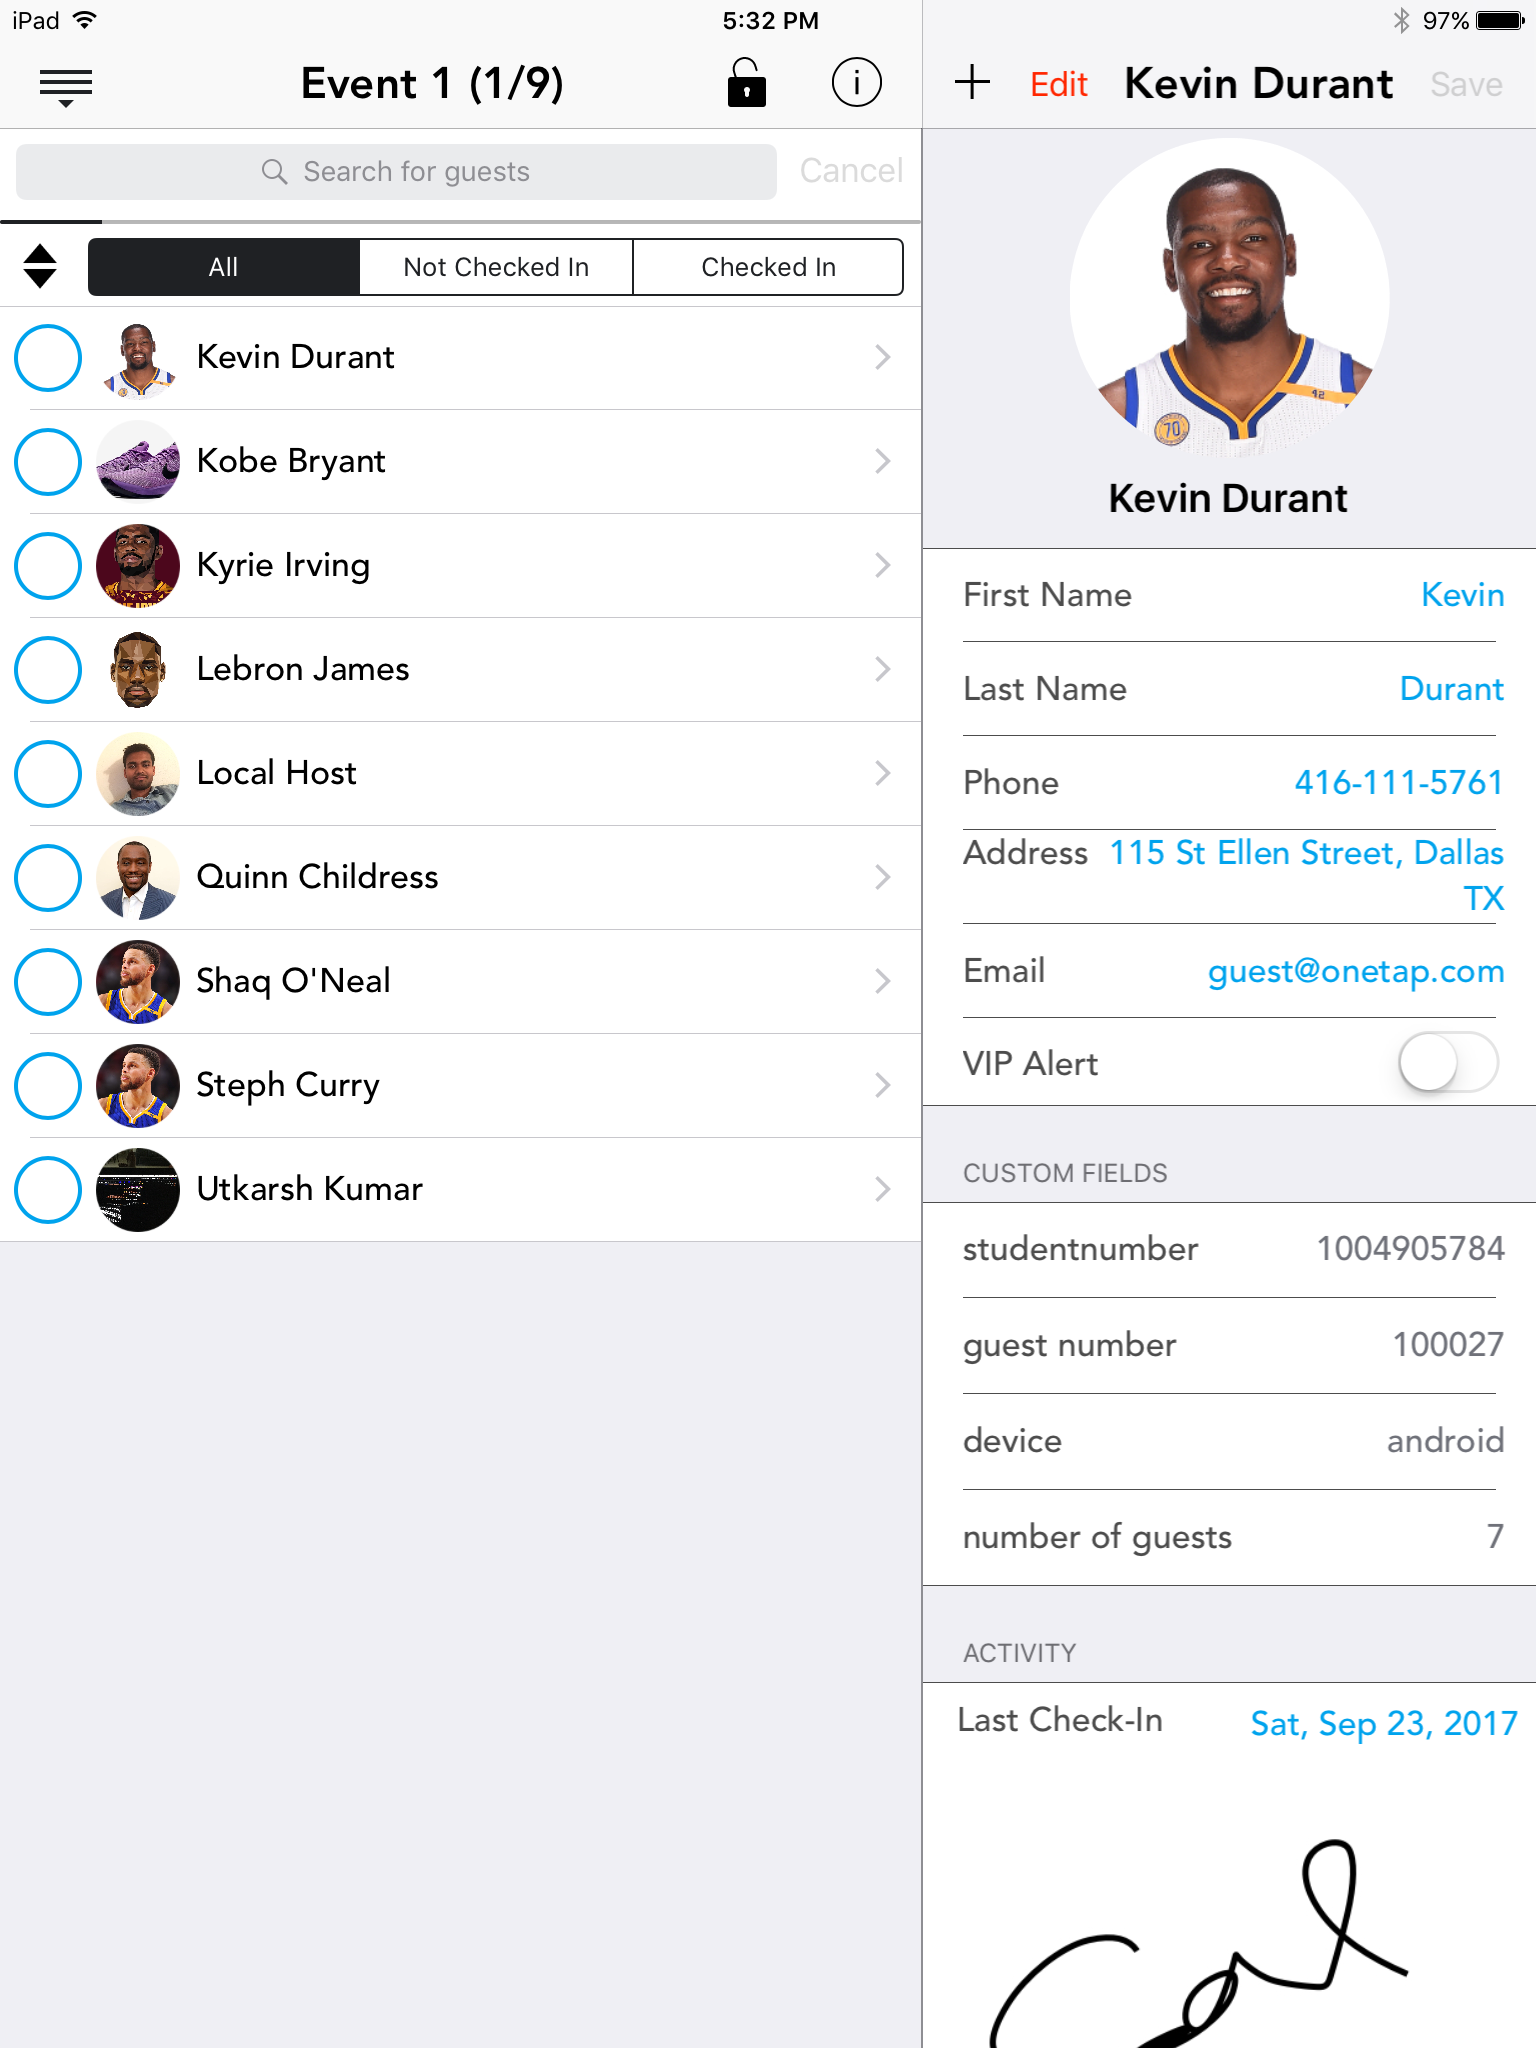 iPad 5:32 PM 97%
Event 1 (1/9)
i
Edit Kevin Durant Save
Search for guests Cancel
All Not Checked In Checked In
Kevin Durant
Kobe Bryant
Kyrie Irving
Lebron James
Local Host
Quinn Childress
Shaq O'Neal
Steph Curry
Utkarsh Kumar
42
70
Kevin Durant
First Name Kevin
Last Name Durant
Phone 416-111-5761
Address 115 St Ellen Street, Dallas
TX
Email guest@onetap.com
VIP Alert
CUSTOM FIELDS
studentnumber 1004905784
guest number 100027
device android
number of guests 7
ACTIVITY
Last Check-In Sat, Sep 23, 2017